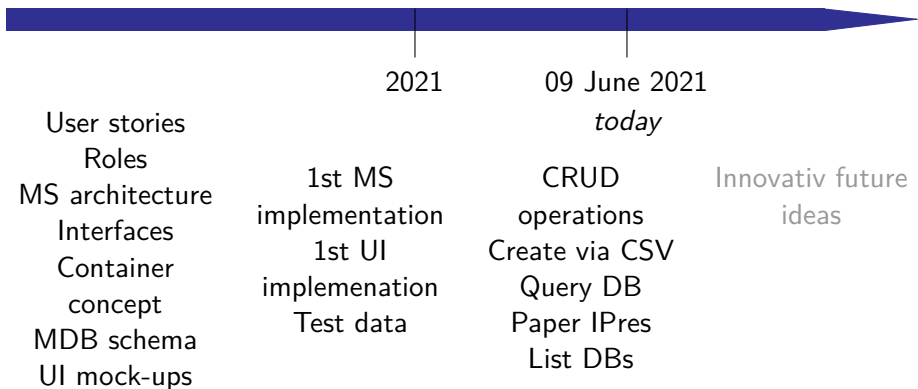 2021
09 June 2021
today
User stories
Roles
MS architecture
Interfaces
Container
concept
MDB schema
UI mock-ups
1st MS
implementation
1st UI
implemenation
Test data
CRUD
operations
Create via CSV
Query DB
Paper IPres
List DBs
Innovativ future
ideas